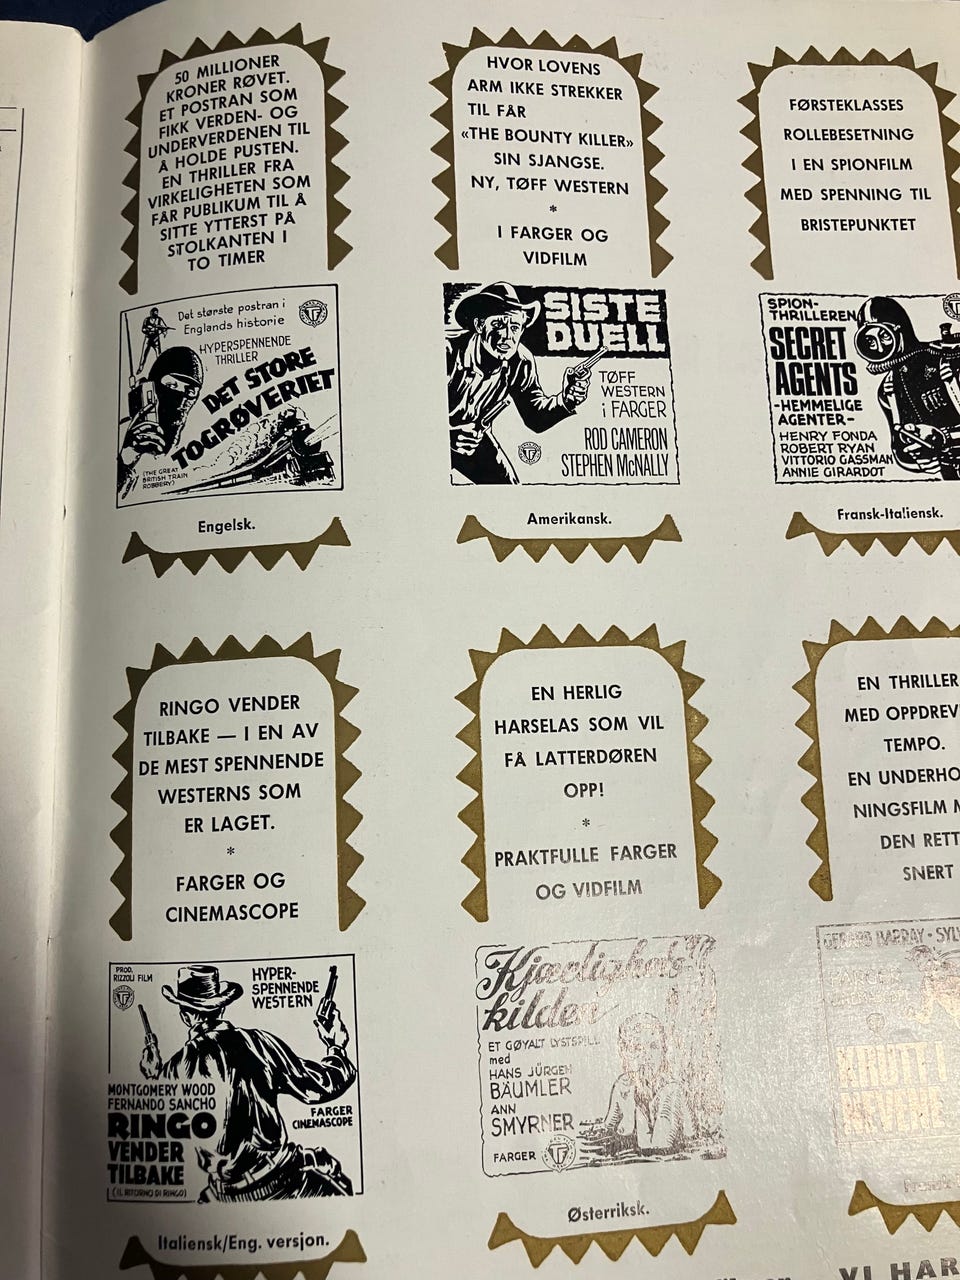 50 MILLIONER
KRONER RØVET.
ET POSTRAN SOM
FIKK VERDEN- OG
UNDERVERDENEN TIL
Å HOLDE PUSTEN.
EN THRILLER FRA
VIRKELIGHETEN SOM
FÅR PUBLIKUM TIL Å
SITTE YTTERST PÅ
STOLKANTEN I
TO TIMER
Det største postran i
Englands historie
HYPERSPENNENDE
THRILLER
DET STORE
TOGRØVERIET
(THE GREAT
BRITISH TRAIN
ROBBERY)
Engelsk.
HVOR LOVENS
ARM IKKE STREKKER
TIL FÅR
«THE BOUNTY KILLER»
SIN SJANGSE.
NY, TØFF WESTERN
*
I FARGER OG
VIDFILM
SISTE
DUELL
TØFF
WESTERN
i FARGER
ROD CAMERON
STEPHEN McNALLY
Amerikansk.
FØRSTEKLASSES
ROLLEBESETNING
I EN SPIONFILM
MED SPENNING TIL
BRISTEPUNKTET
SPION-
THRILLEREN
SECRET
AGENTS
-HEMMELIGE
AGENTER-
HENRY FONDA
ROBERT RYAN
VITTORIO GASSMAN
ANNIE GIRARDOT
Fransk-Italiensk.
RINGO VENDER
TILBAKE — I EN AV
DE MEST SPENNENDE
WESTERNS SOM
ER LAGET.
*
FARGER OG
CINEMASCOPE
PROD.
RIZZOLI FILM
HYPER-
SPENNENDE
WESTERN
MONTGOMERY WOOD
FERNANDO SANCHO
RINGO
VENDER
TILBAKE
(IL RITORNO DI RINGO)
FARGER
CINEMASCOPE
Italiensk/Eng. versjon.
EN HERLIG
HARSELAS SOM VIL
FÅ LATTERDØREN
OPP!
*
PRAKTFULLE FARGER
OG VIDFILM
Kjærlighets-
kilden
ET GØYALT LYSTSPILL
med
HANS JÜRGEN
BÄUMLER
ANN
SMYRNER
FARGER
Østerriksk.
EN THRILLER
MED OPPDREV
TEMPO.
EN UNDERHO
NINGSFILM M
DEN RETT
SNERT
GERARD BARRAY • SYLV
VI HAR